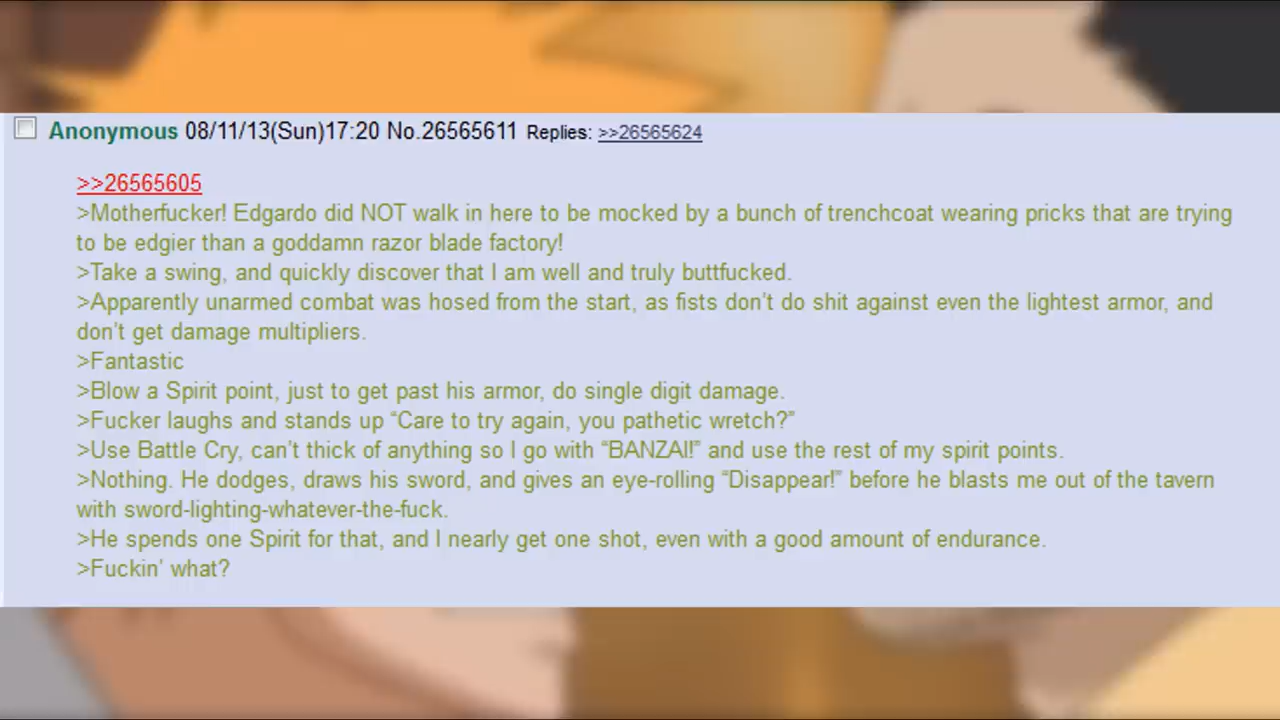 Anonymous 08/11/13(Sun)17:20 No.26565611 Replies: >>26565624
>>26565605
>Motherfucker! Edgardo did NOT walk in here to be mocked by a bunch of trenchcoat wearing pricks that are trying
to be edgier than a goddamn razor blade factory!
>Take a swing, and quickly discover that I am well and truly buttfucked.
>Apparently unarmed combat was hosed from the start, as fists don’t do shit against even the lightest armor, and
don’t get damage multipliers.
>Fantastic
>Blow a Spirit point, just to get past his armor, do single digit damage.
>Fucker laughs and stands up “Care to try again, you pathetic wretch?”
>Use Battle Cry, can’t thick of anything so I go with “BANZAI!” and use the rest of my spirit points.
>Nothing. He dodges, draws his sword, and gives an eye-rolling “Disappear!” before he blasts me out of the tavern
with sword-lighting-whatever-the-fuck.
>He spends one Spirit for that, and I nearly get one shot, even with a good amount of endurance.
>Fuckin’ what?